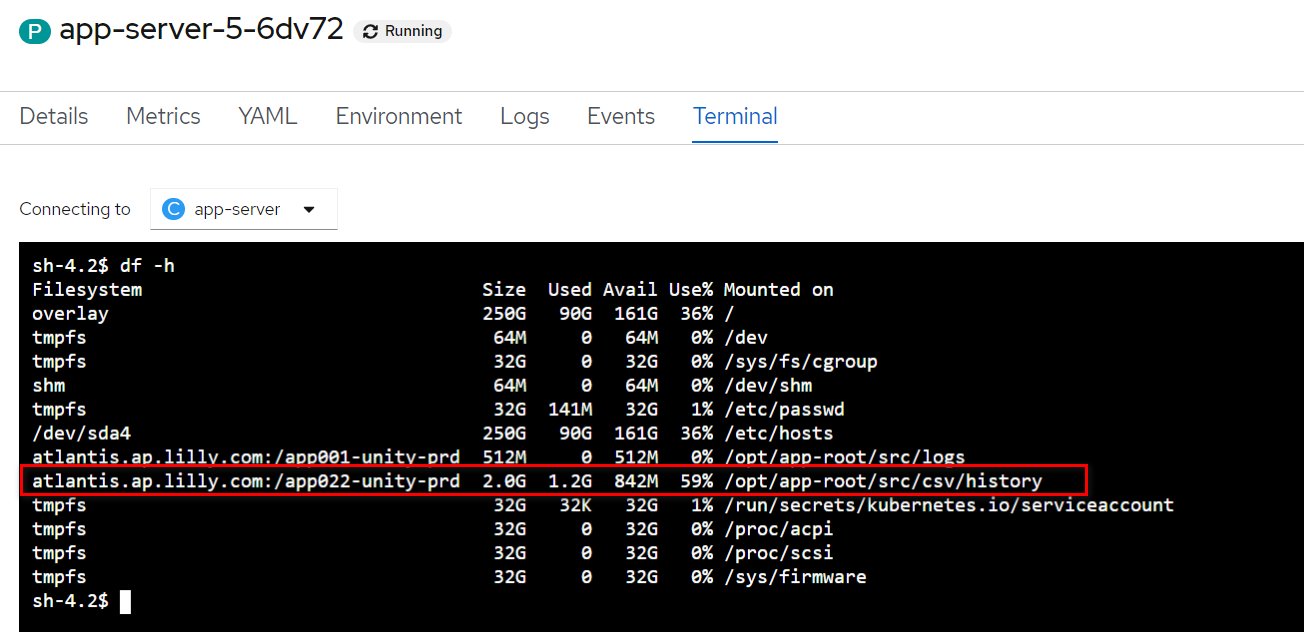 P app-server-5-6dv72 Running
Details Metrics YAML Environment Logs Events Terminal
Connecting to C app-server
sh-4.2$ df -h
Filesystem Size Used Avail Use% Mounted on
overlay 250G 90G 161G 36% /
tmpfs 64M 0 64M 0% /dev
tmpfs 32G 0 32G 0% /sys/fs/cgroup
shm 64M 0 64M 0% /dev/shm
tmpfs 32G 141M 32G 1% /etc/passwd
/dev/sda4 250G 90G 161G 36% /etc/hosts
atlantis.ap.lilly.com:/app001-unity-prd 512M 0 512M 0% /opt/app-root/src/logs
atlantis.ap.lilly.com:/app022-unity-prd 2.0G 1.2G 842M 59% /opt/app-root/src/csv/history
tmpfs 32G 32K 32G 1% /run/secrets/kubernetes.io/serviceaccount
tmpfs 32G 0 32G 0% /proc/acpi
tmpfs 32G 0 32G 0% /proc/scsi
tmpfs 32G 0 32G 0% /sys/firmware
sh-4.2$